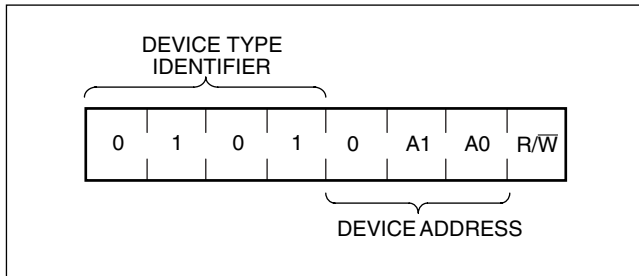 DEVICE TYPE
IDENTIFIER
0 1 0 1 0 A1 A0 R/W̅
DEVICE ADDRESS